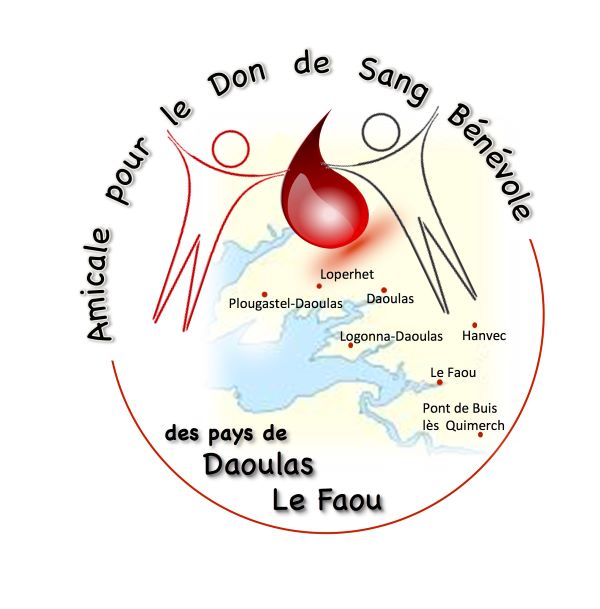 Amicale pour le Don de Sang Bénévole
Loperhet
Plougastel-Daoulas
Daoulas
Logonna-Daoulas
Hanvec
Le Faou
Pont de Buis
lès Quimerch
des pays de
Daoulas
Le Faou